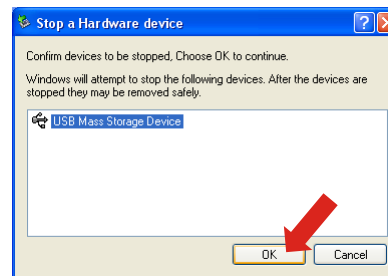 Stop a Hardware device
Confirm devices to be stopped, Choose OK to continue.
Windows will attempt to stop the following devices. After the devices are
stopped they may be removed safely.
USB Mass Storage Device
OK Cancel